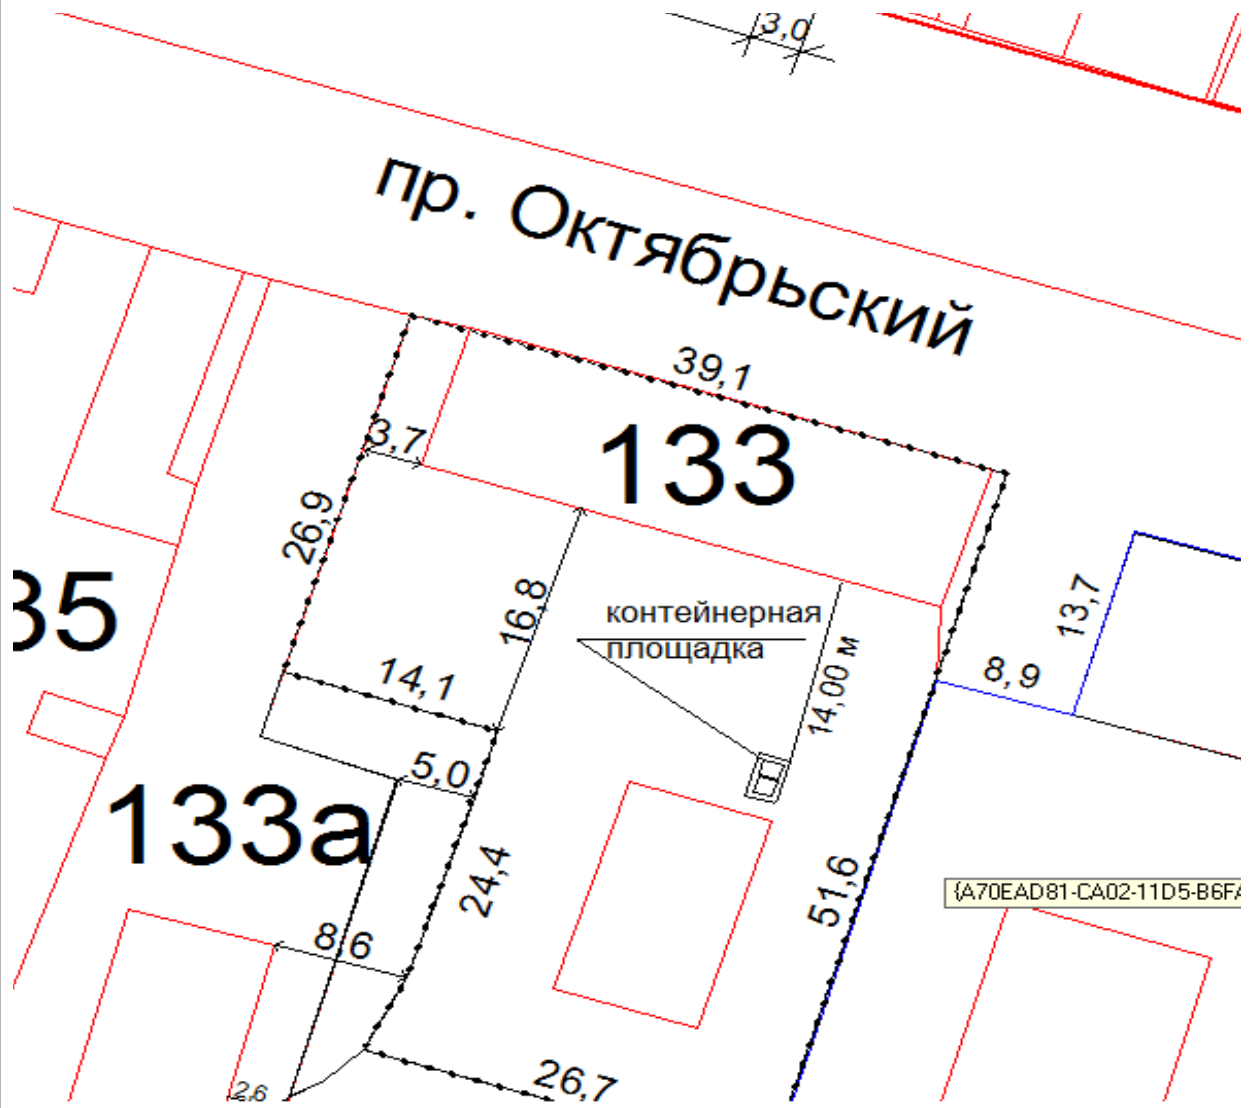 3,0
пр. Октябрьский
39,1
133
3,7
26,9
16,8
контейнерная
площадка
14,00 м
13,7
8,9
35
14,1
5,0
133а
24,4
51,6
{A70EAD81-CA02-11D5-B6FA
8,6
26,7
2,6